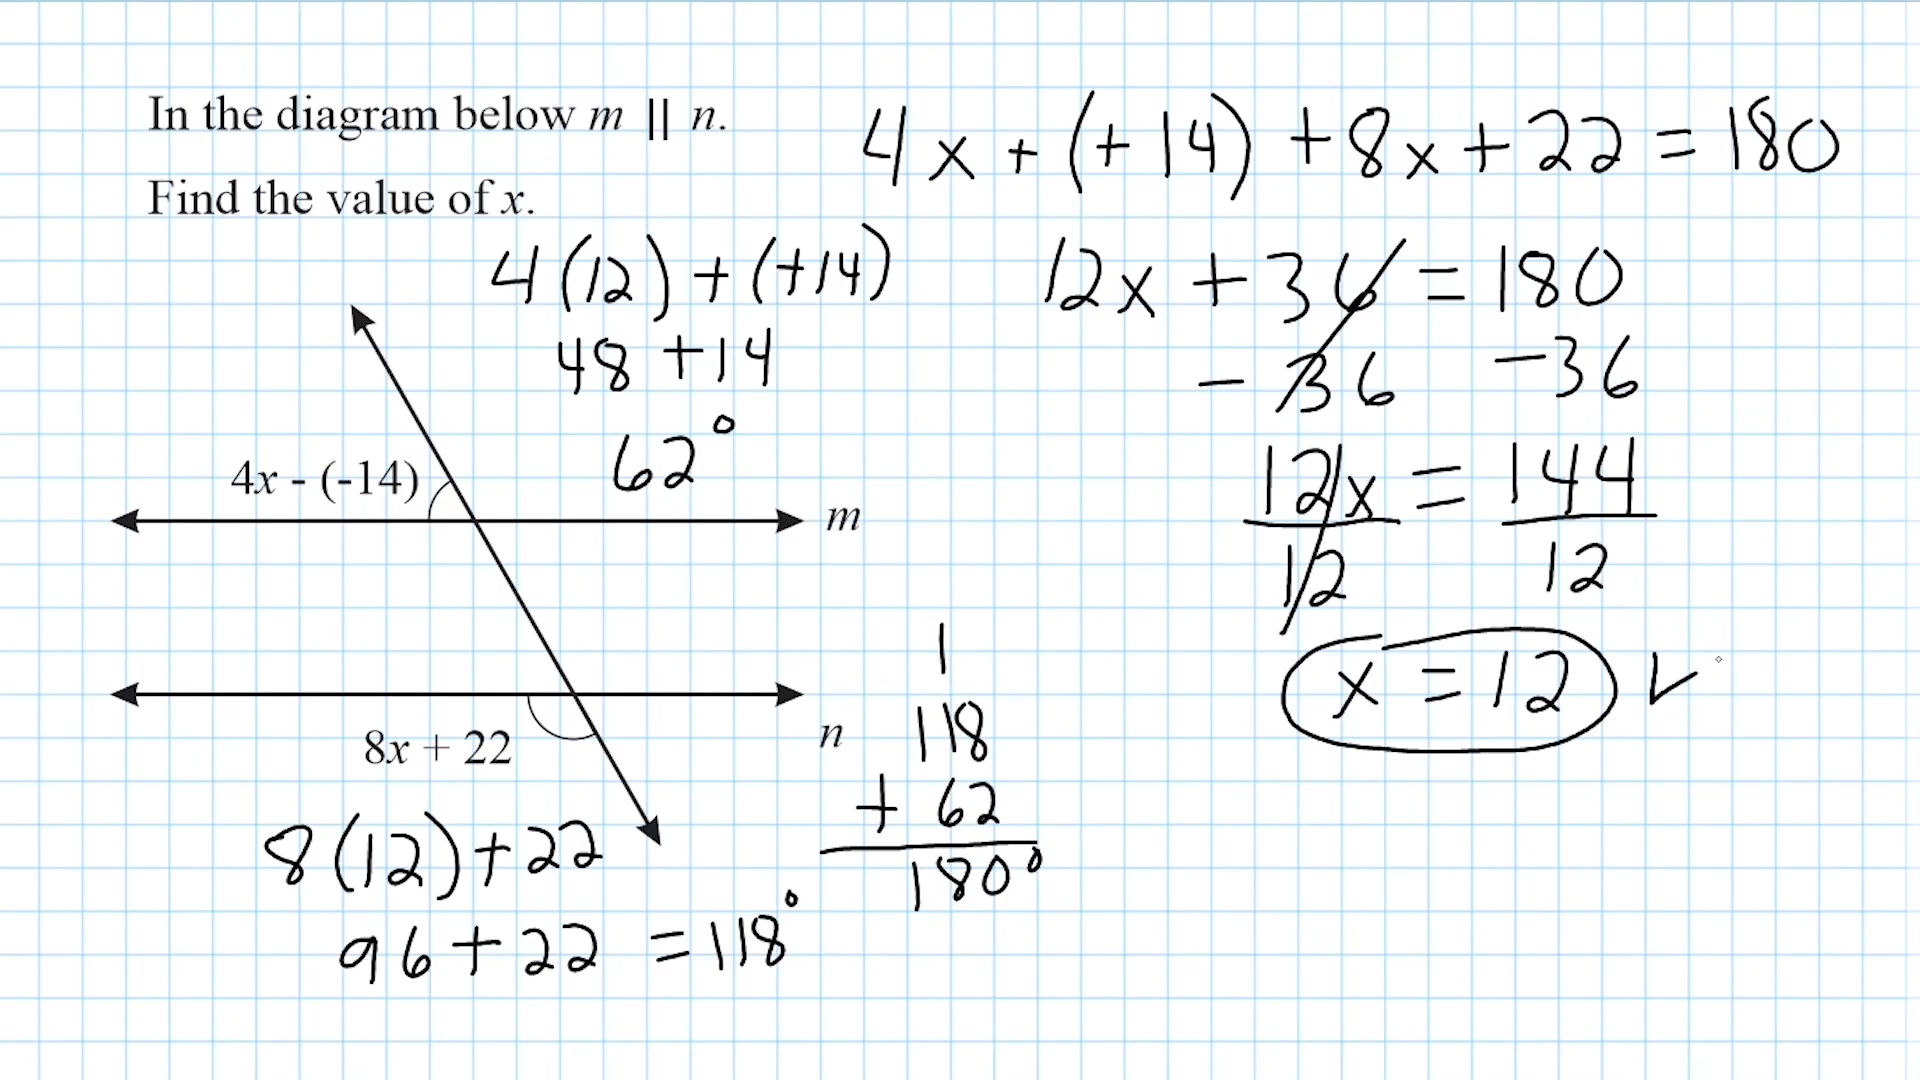 In the diagram below m || n.
Find the value of x.
4x + (+14) + 8x + 22 = 180
12x + 36 = 180
- 36 -36
12x = 144
12 12
x = 12 ✓
4(12) + (+14)
48 + 14
62°
4x - (-14)
m
n
8x + 22
8(12) + 22
96 + 22 = 118°
1
118
+ 62
180°